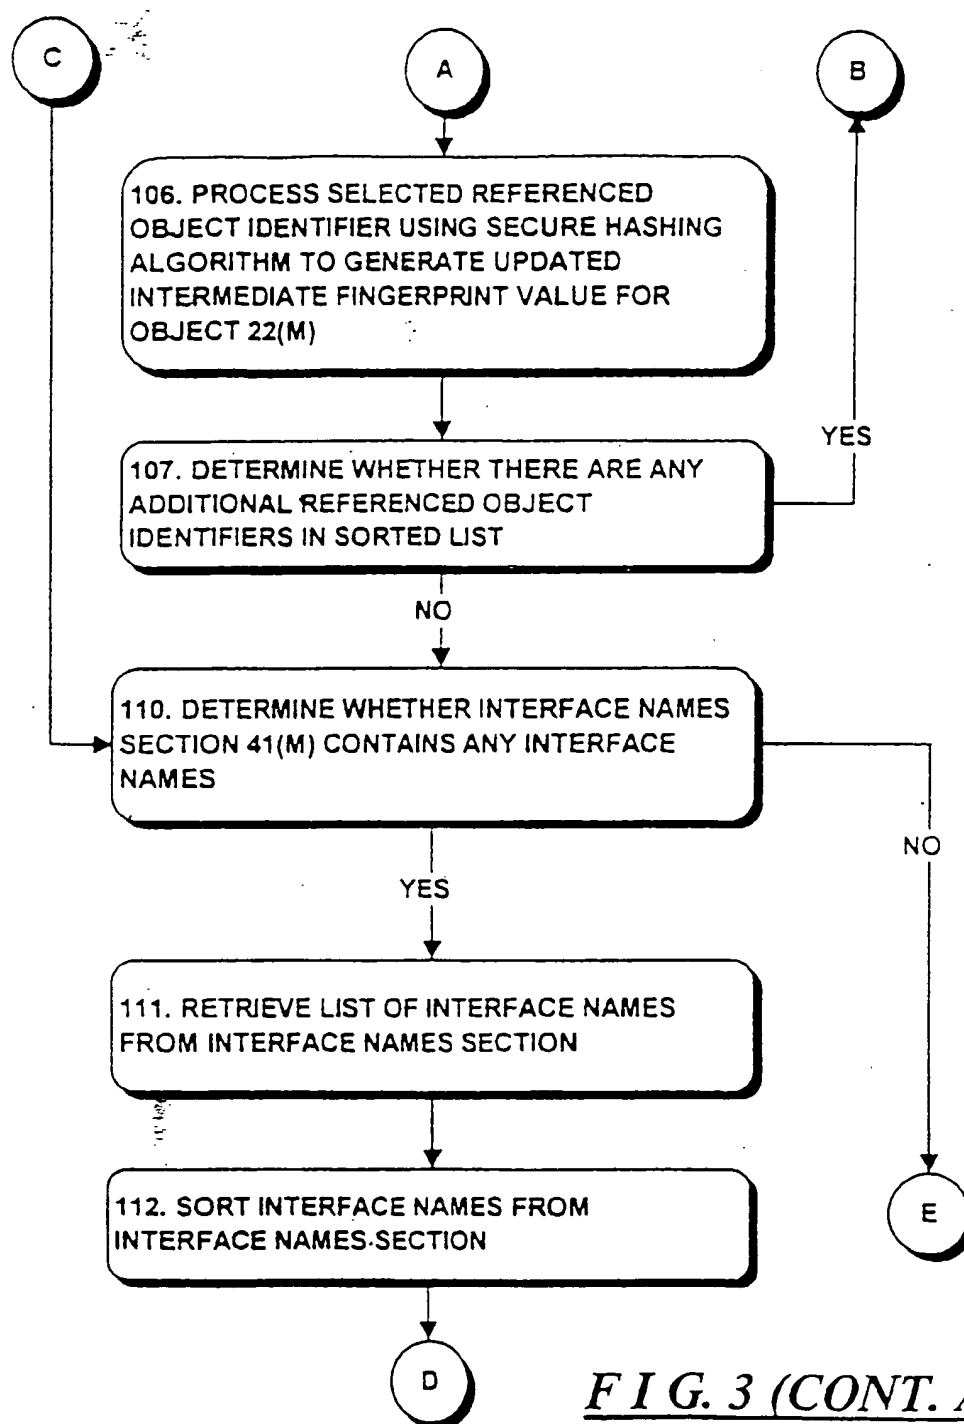 C
A
B
106. PROCESS SELECTED REFERENCED
OBJECT IDENTIFIER USING SECURE HASHING
ALGORITHM TO GENERATE UPDATED
INTERMEDIATE FINGERPRINT VALUE FOR
OBJECT 22(M)
YES
107. DETERMINE WHETHER THERE ARE ANY
ADDITIONAL REFERENCED OBJECT
IDENTIFIERS IN SORTED LIST
NO
110. DETERMINE WHETHER INTERFACE NAMES
SECTION 41(M) CONTAINS ANY INTERFACE
NAMES
NO
YES
111. RETRIEVE LIST OF INTERFACE NAMES
FROM INTERFACE NAMES SECTION
112. SORT INTERFACE NAMES FROM
INTERFACE NAMES SECTION
E
D
FIG. 3 (CONT.